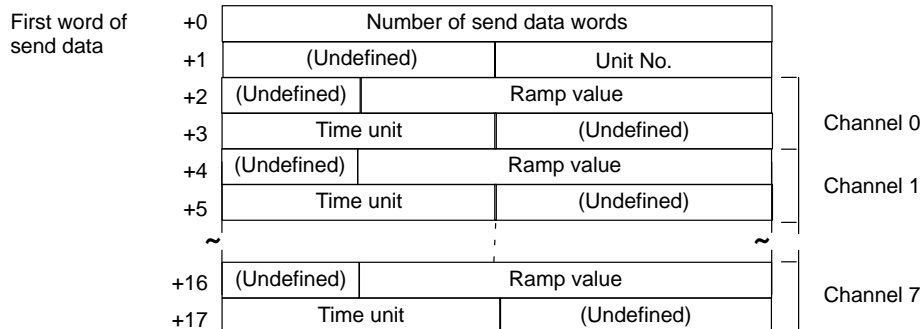 First word of +0 Number of send data words
send data
+1 (Undefined) Unit No.
+2 (Undefined) Ramp value
Channel 0
+3 Time unit (Undefined)
+4 (Undefined) Ramp value
Channel 1
+5 Time unit (Undefined)
~ ~
+16 (Undefined) Ramp value
Channel 7
+17 Time unit (Undefined)